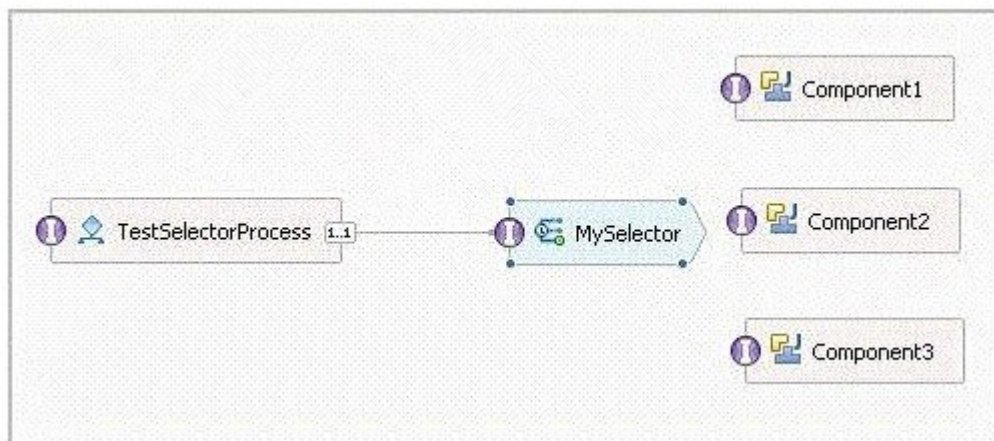 Component1
TestSelectorProcess 1..1
MySelector
Component2
Component3